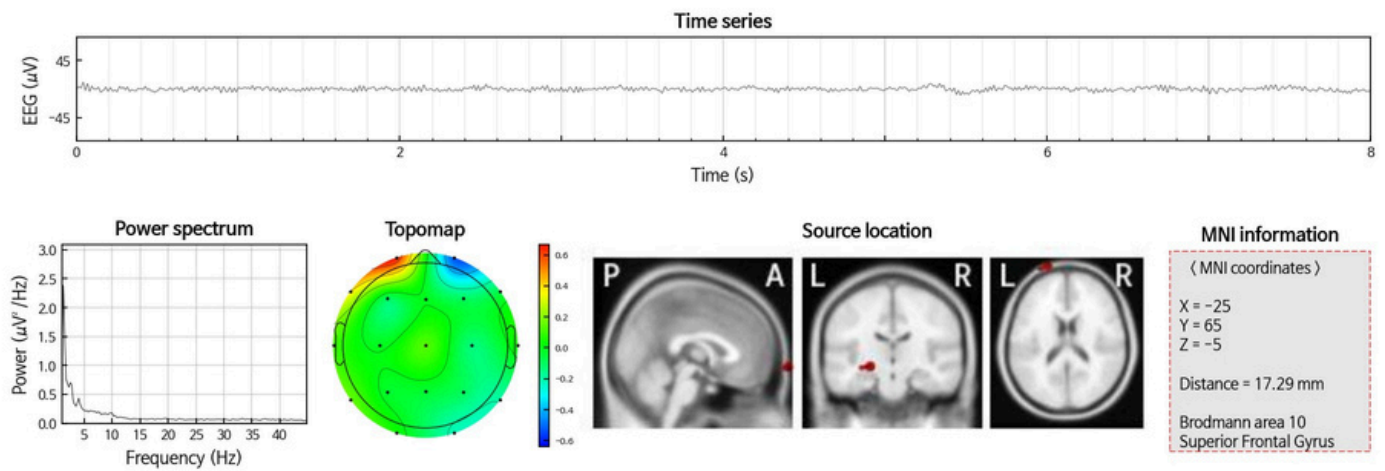 Time series
EEG (μV)
45
-45
0
2
4
6
8
Time (s)
Power spectrum
Power (μV² /Hz)
3.0
2.5
2.0
1.5
1.0
0.5
0.0
5 10 15 20 25 30 35 40
Frequency (Hz)
Topomap
0.6
0.4
0.2
0.0
-0.2
-0.4
-0.6
Source location
P A
L R
L R
MNI information
⟨ MNI coordinates ⟩
X = -25
Y = 65
Z = -5
Distance = 17.29 mm
Brodmann area 10
Superior Frontal Gyrus